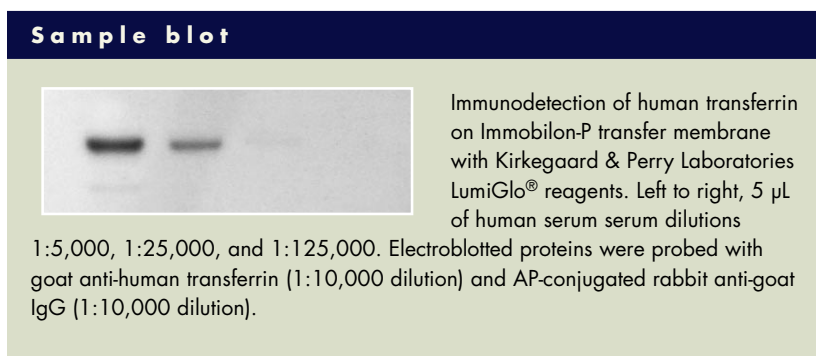 Sample blot
Immunodetection of human transferrin
on Immobilon-P transfer membrane
with Kirkegaard & Perry Laboratories
LumiGlo® reagents. Left to right, 5 µL
of human serum serum dilutions
1:5,000, 1:25,000, and 1:125,000. Electroblotted proteins were probed with
goat anti-human transferrin (1:10,000 dilution) and AP-conjugated rabbit anti-goat
IgG (1:10,000 dilution).